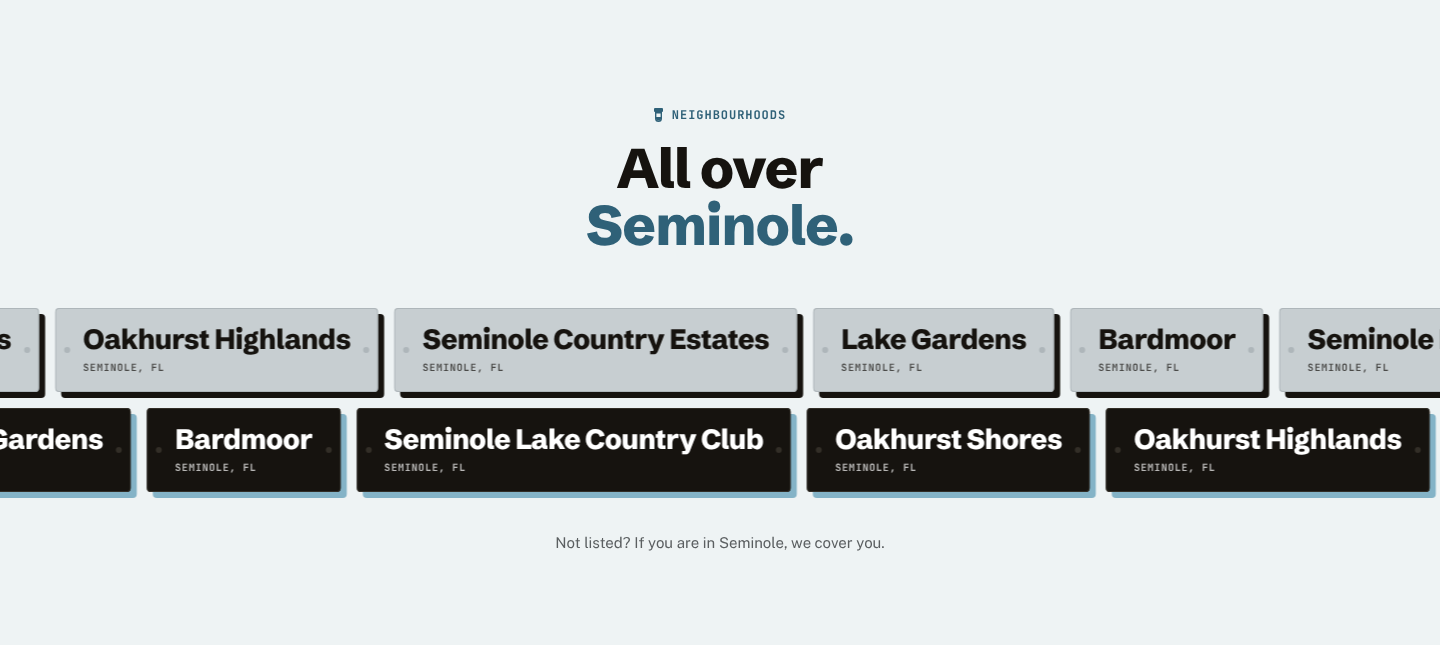 NEIGHBOURHOODS
All over
Seminole.
s
Oakhurst Highlands
SEMINOLE, FL
Seminole Country Estates
SEMINOLE, FL
Lake Gardens
SEMINOLE, FL
Bardmoor
SEMINOLE, FL
Seminole
SEMINOLE, FL
Gardens
Bardmoor
SEMINOLE, FL
Seminole Lake Country Club
SEMINOLE, FL
Oakhurst Shores
SEMINOLE, FL
Oakhurst Highlands
SEMINOLE, FL
Not listed? If you are in Seminole, we cover you.